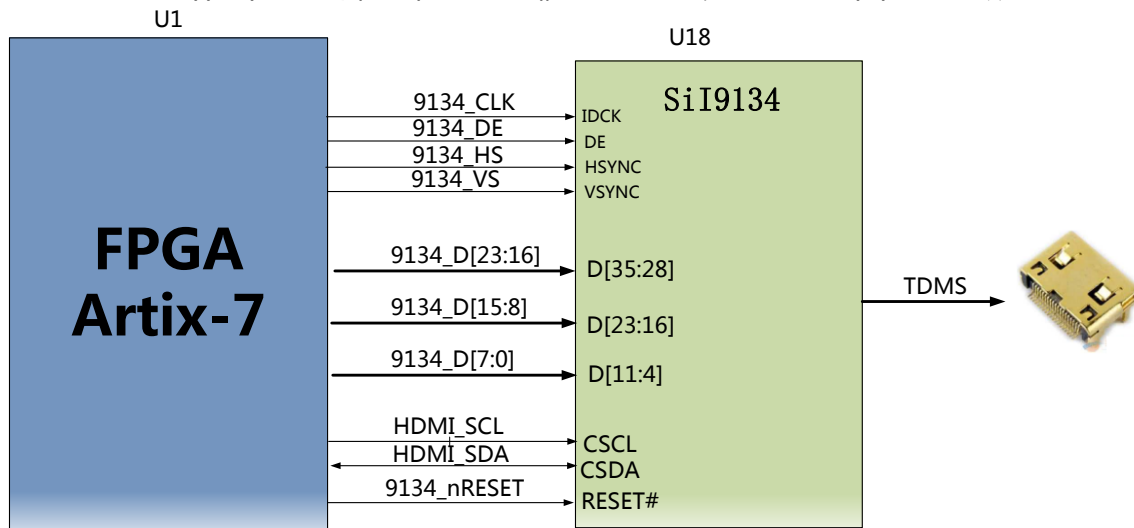 U1
U18
FPGA
Artix-7
SiI9134
9134_CLK
IDCK
9134_DE
DE
9134_HS
HSYNC
9134_VS
VSYNC
9134_D[23:16]
D[35:28]
9134_D[15:8]
D[23:16]
9134_D[7:0]
D[11:4]
HDMI_SCL
CSCL
HDMI_SDA
CSDA
9134_nRESET
RESET#
TDMS